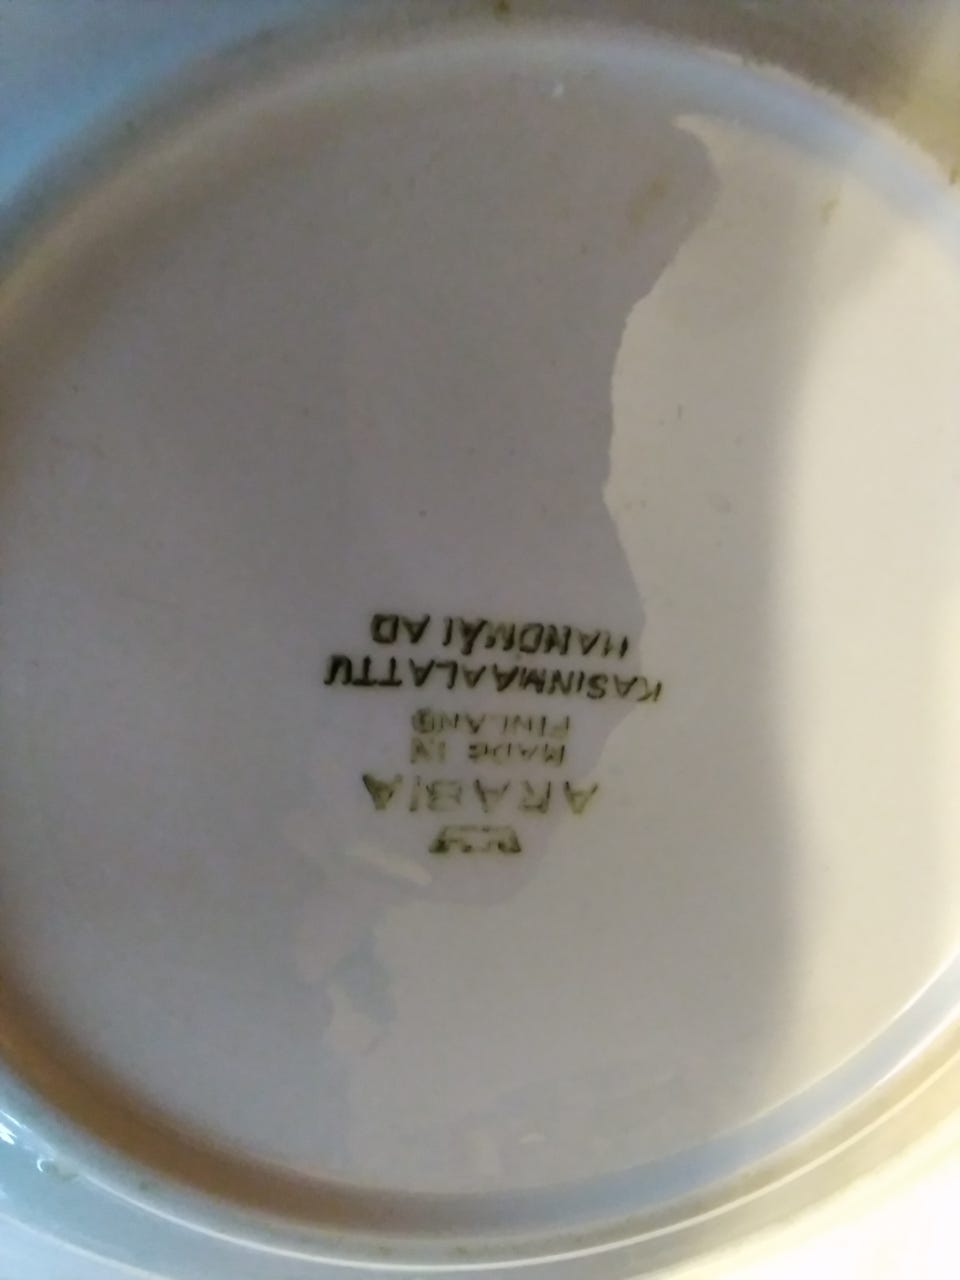 ARABIA
MADE IN
FINLAND
KÄSINMAALATTU
HANDMÅLAD